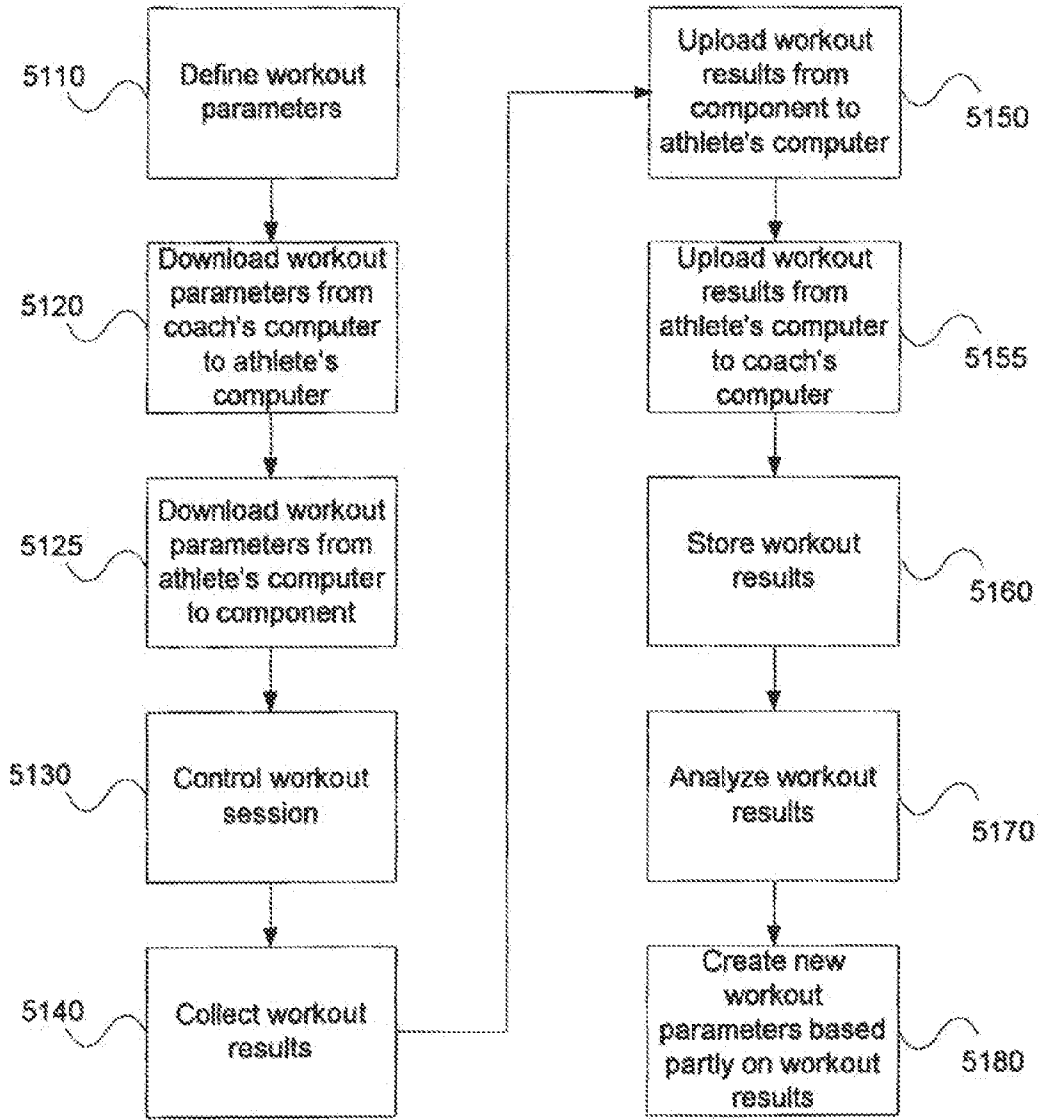 5110
Define workout
parameters
5120
Download workout
parameters from
coach's computer
to athlete's
computer
5125
Download workout
parameters from
athlete's computer
to component
5130
Control workout
session
5140
Collect workout
results
Upload workout
results from
component to
athlete's computer
5150
Upload workout
results from
athlete's computer
to coach's
computer
5155
Store workout
results
5160
Analyze workout
results
5170
Create new
workout
parameters based
partly on workout
results
5180